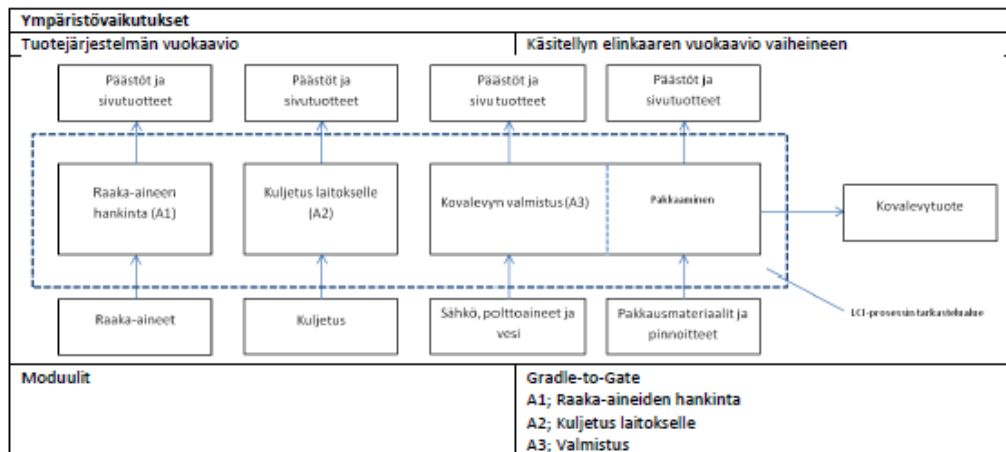 Ympäristövaikutukset
Tuotejärjestelmän vuokaavio
Käsitellyn elinkaaren vuokaavio vaiheineen
Päästöt ja
sivutuotteet
Päästöt ja
sivutuotteet
Päästöt ja
sivu tuotteet
Päästöt ja
sivutuotteet
Raaka-aineen
hankinta (A1)
Kuljetus laitokselle
(A2)
Kovalevyn valmistus (A3)
Pakkaaminen
Kovalevytuote
Raaka-aineet
Kuljetus
Sähkö, polttoaineet ja
vesi
Pakkausmateriaalit ja
pinnoitteet
LCI-prosessin tarkastelualue
Moduulit
Gradle-to-Gate
A1; Raaka-aineiden hankinta
A2; Kuljetus laitokselle
A3; Valmistus